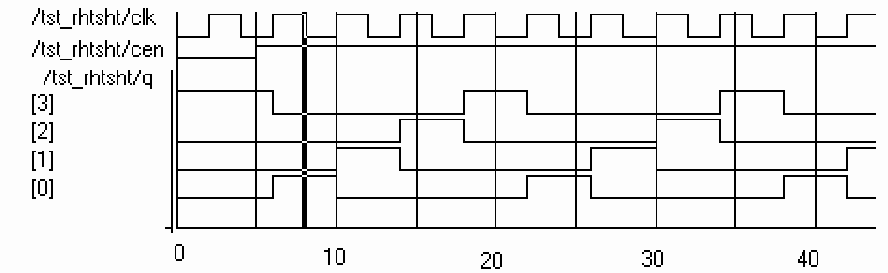 /tst_rhtsht/clk
/tst_rhtsht/cen
/tst_rhtsht/q
[3]
[2]
[1]
[0]
0 10 20 30 40